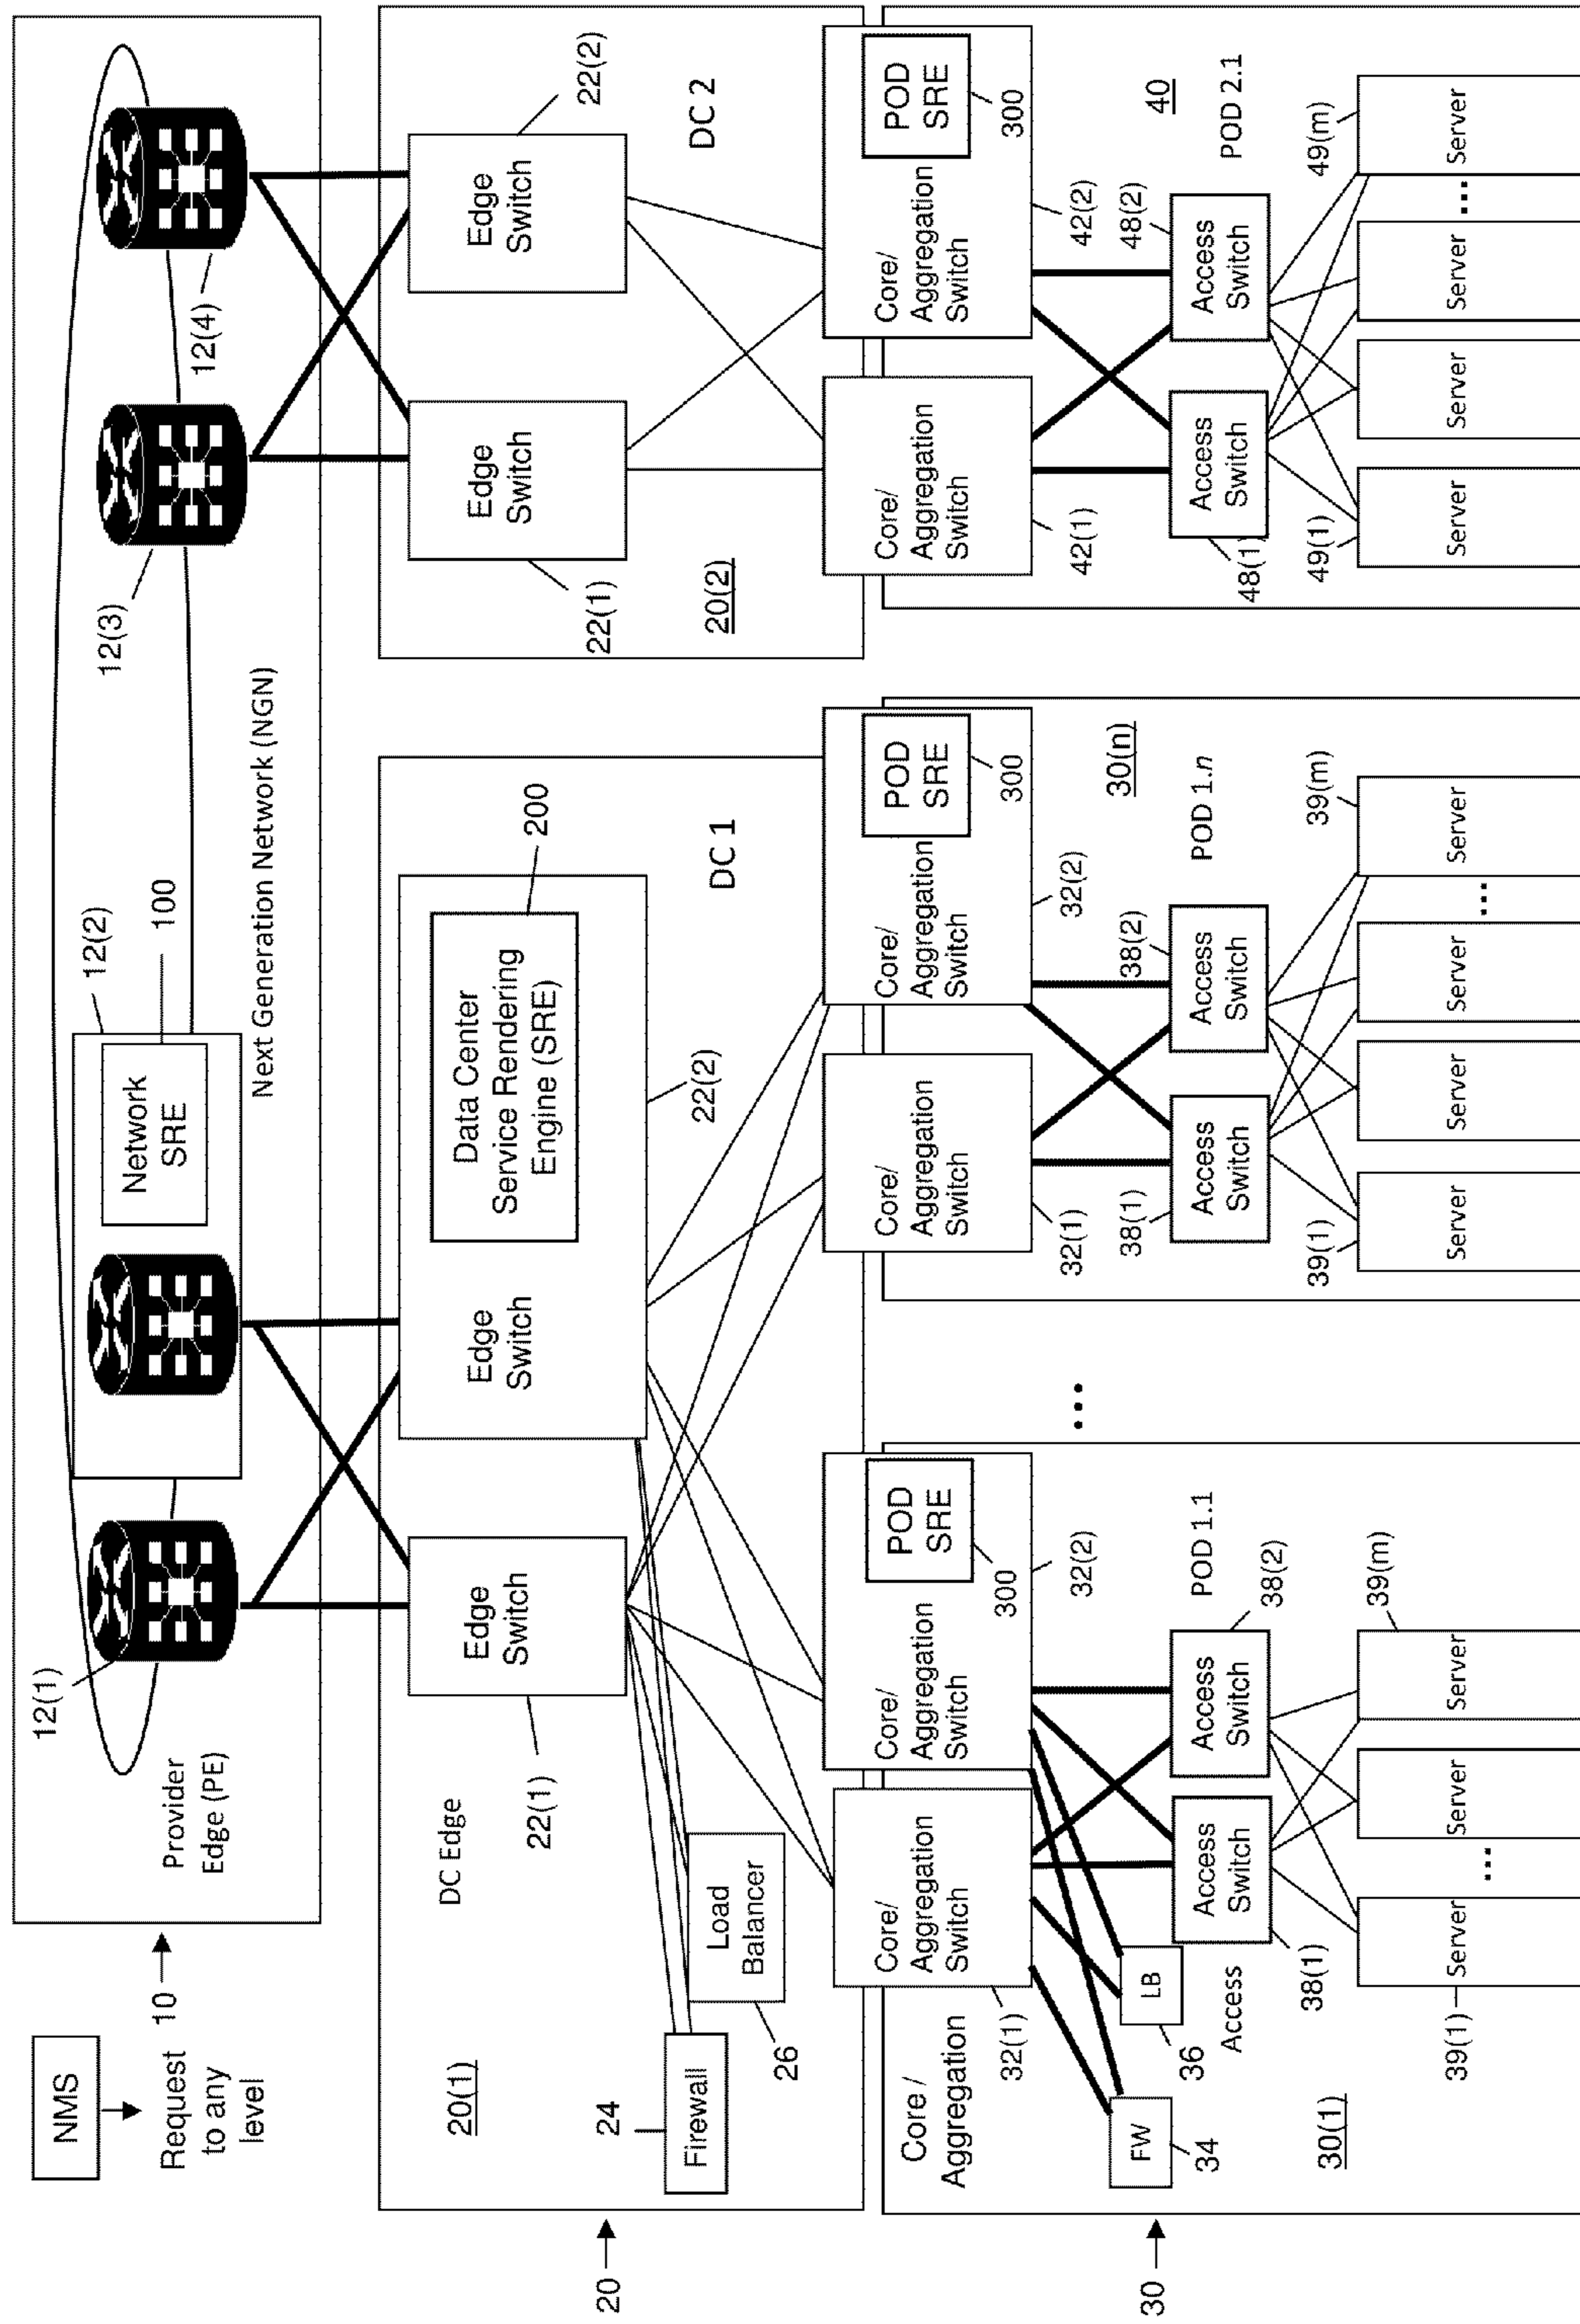 NMS
Request
to any
level
10
Provider
Edge (PE)
12(1)
12(2)
Network
SRE
100
Next Generation Network (NGN)
12(3)
12(4)
20
20(1)
DC Edge
24
Firewall
26
Load
Balancer
22(1)
Edge
Switch
Edge
Switch
Data Center
Service Rendering
Engine (SRE)
200
22(2)
DC 1
20(2)
22(1)
Edge
Switch
Edge
Switch
22(2)
DC 2
30
Core /
Aggregation
30(1)
FW
34
LB
36
Access
32(1)
Core/
Aggregation
Switch
Core/
Aggregation
Switch
POD
SRE
300
32(2)
POD 1.1
38(1)
Access
Switch
Access
Switch
38(2)
39(1)
Server
...
Server
Server
39(m)
...
Core/
Aggregation
Switch
32(1)
Core/
Aggregation
Switch
POD
SRE
300
32(2)
30(n)
POD 1.n
38(1)
Access
Switch
Access
Switch
38(2)
39(1)
Server
Server
Server
...
Server
39(m)
Core/
Aggregation
Switch
42(1)
Core/
Aggregation
Switch
POD
SRE
300
42(2)
40
POD 2.1
48(1)
Access
Switch
Access
Switch
48(2)
49(1)
Server
Server
Server
...
Server
49(m)